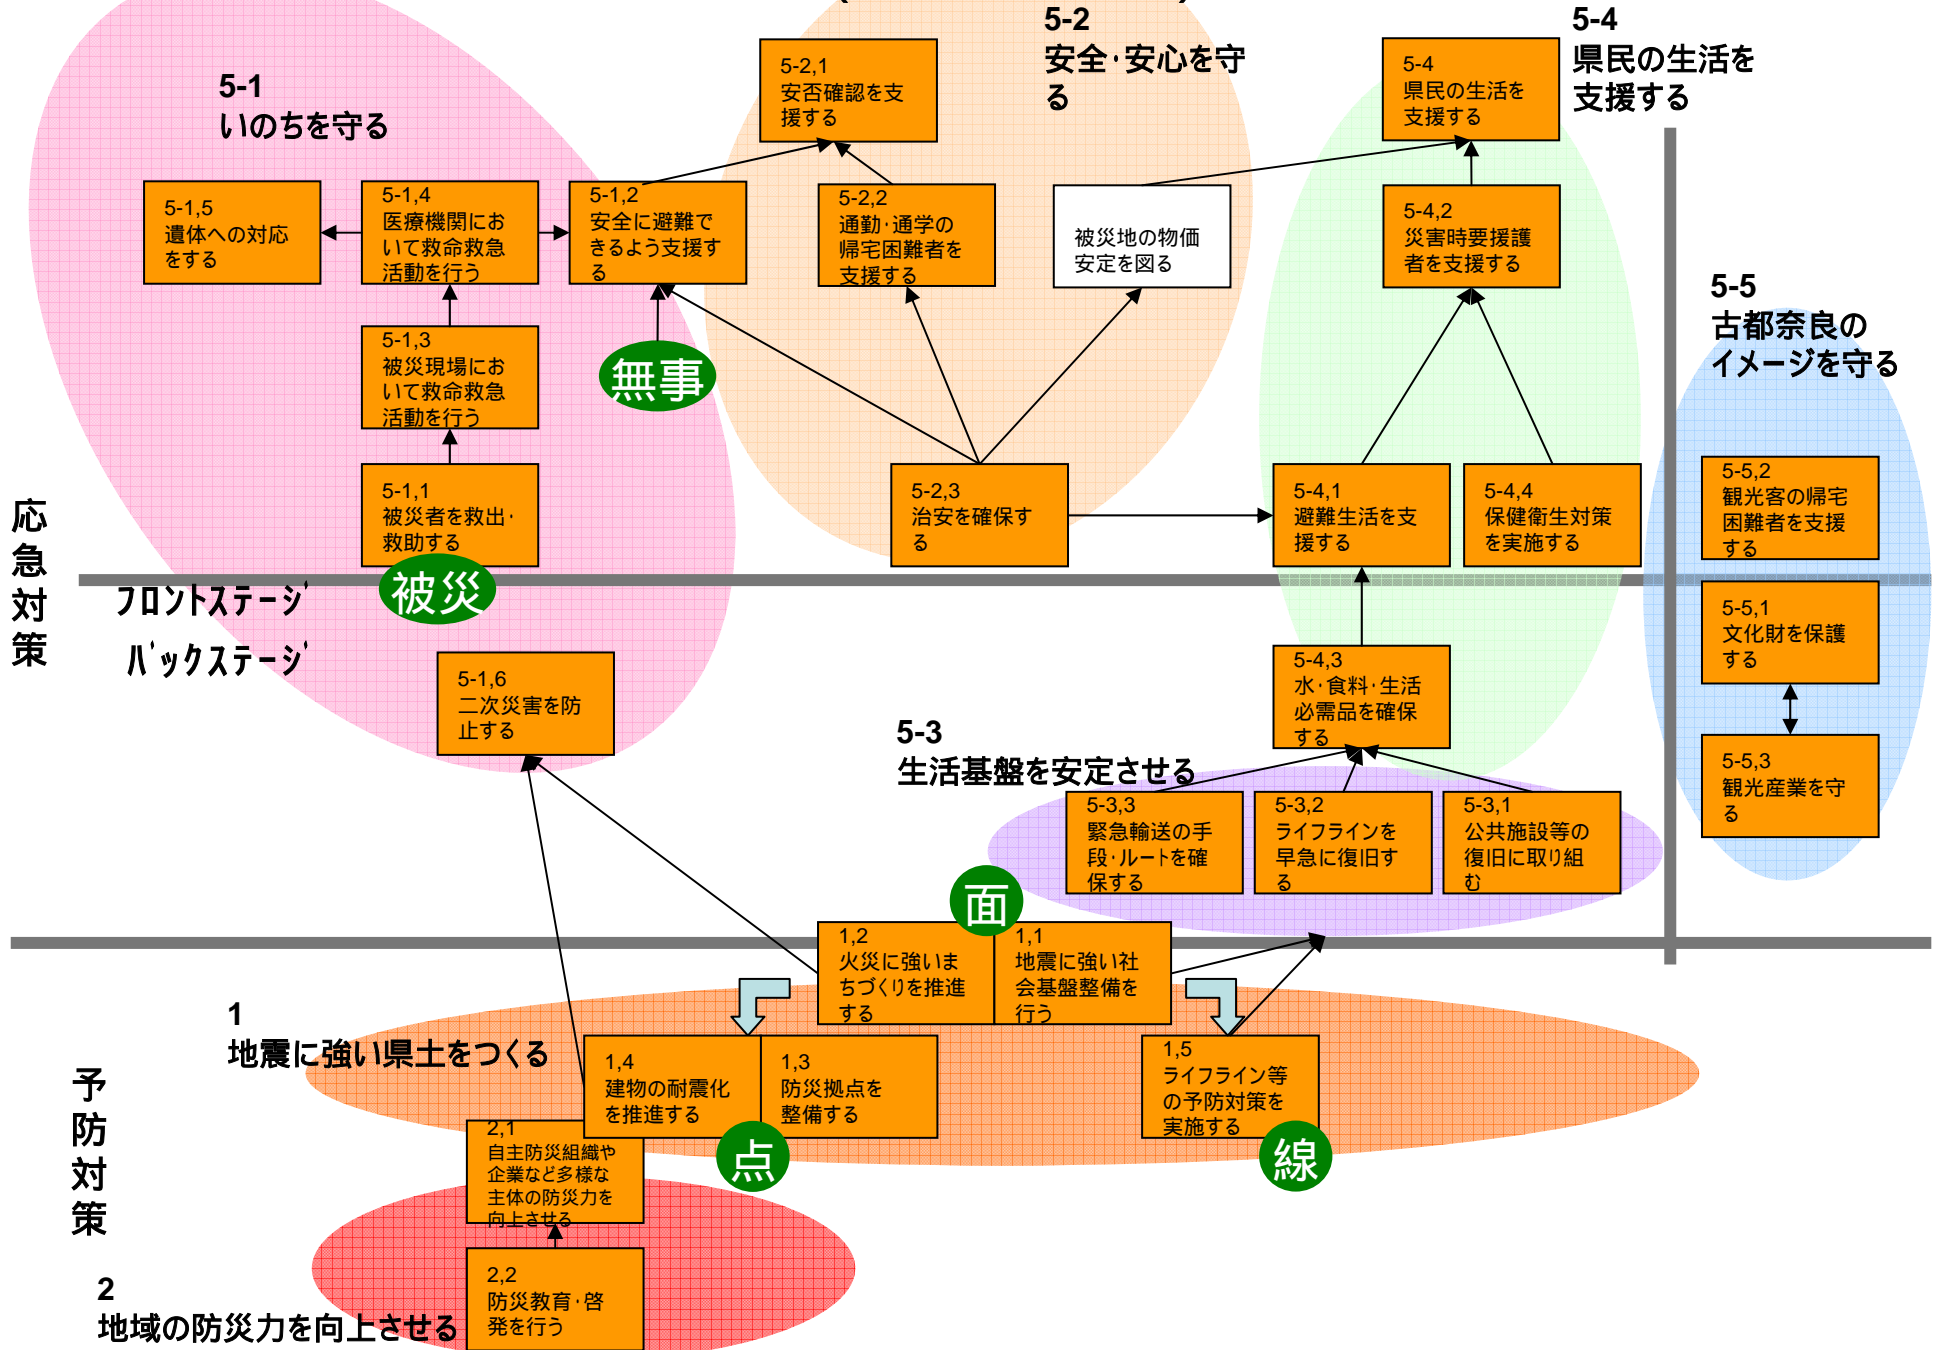 5-1
いのちを守る
5-2
安全・安心を守
る
5-4
県民の生活を
支援する
5-2,1
安否確認を支
援する
5-4
県民の生活を
支援する
5-1,5
遺体への対応
をする
5-1,4
医療機関にお
いて救命救急
活動を行う
5-1,2
安全に避難で
きるよう支援す
る
5-2,2
通勤・通学の
帰宅困難者を
支援する
被災地の物価
安定を図る
5-4,2
災害時要援護
者を支援する
5-5
古都奈良の
イメージを守る
5-1,3
被災現場にお
いて救命救急
活動を行う
無事
5-1,1
被災者を救出・
救助する
被災
5-2,3
治安を確保す
る
5-4,1
避難生活を支
援する
5-4,4
保健衛生対策
を実施する
5-5,2
観光客の帰宅
困難者を支援
する
応急対策
フロントステージ
バックステージ
5-5,1
文化財を保護
する
5-1,6
二次災害を防
止する
5-4,3
水・食料・生活
必需品を確保
する
5-3
生活基盤を安定させる
5-5,3
観光産業を守
る
5-3,3
緊急輸送の手
段・ルートを確
保する
5-3,2
ライフラインを
早急に復旧す
る
5-3,1
公共施設等の
復旧に取り組
む
面
1,2
火災に強いま
ちづくりを推進
する
1,1
地震に強い社
会基盤整備を
行う
1
地震に強い県土をつくる
1,4
建物の耐震化
を推進する
1,3
防災拠点を
整備する
1,5
ライフライン等
の予防対策を
実施する
点
線
予防対策
2,1
自主防災組織や
企業など多様な
主体の防災力を
向上させる
2,2
防災教育・啓
発を行う
2
地域の防災力を向上させる